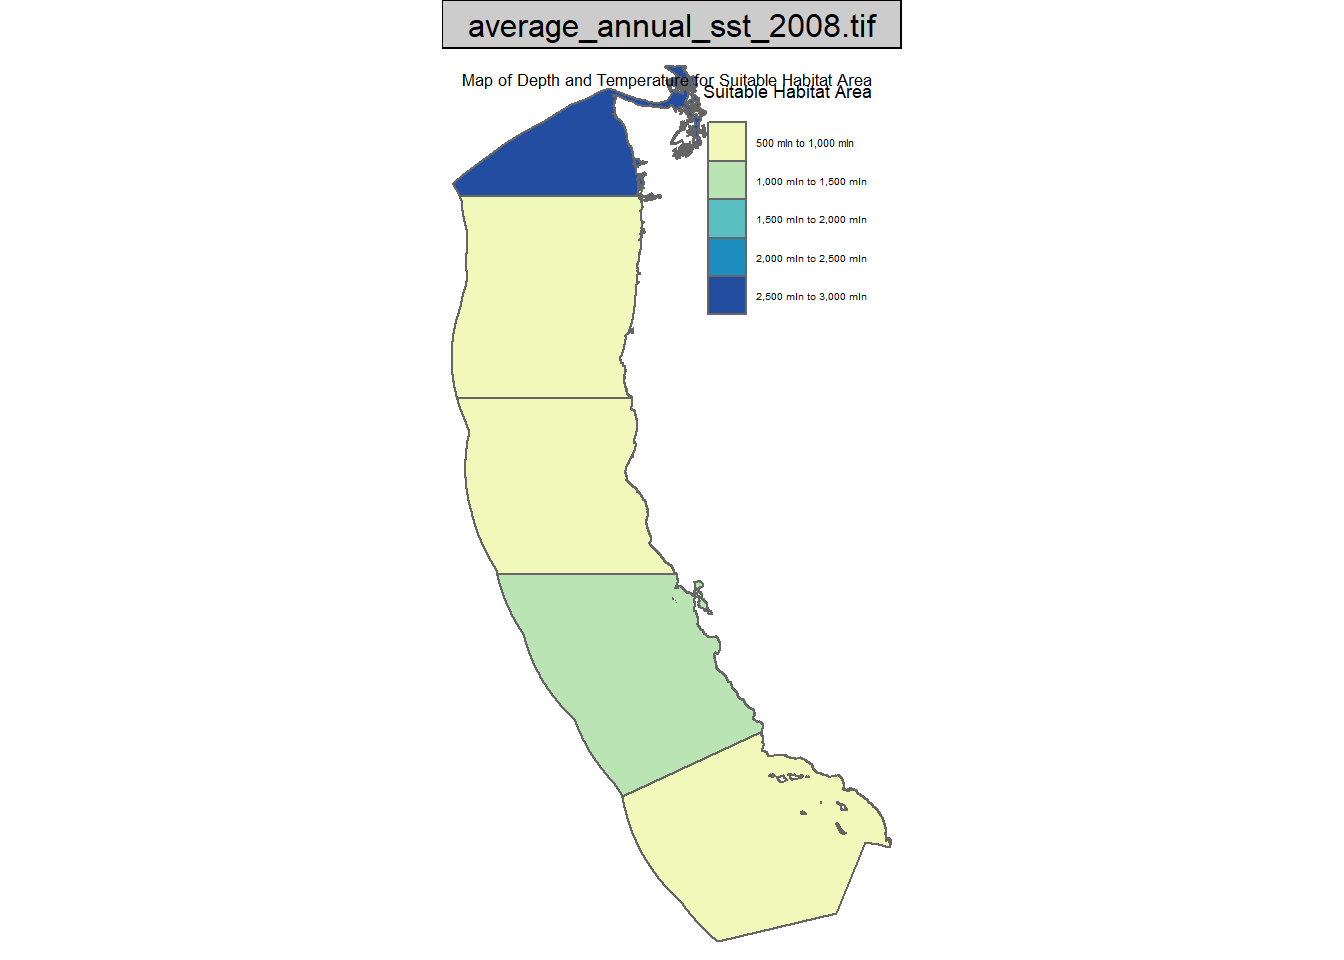 average_annual_sst_2008.tif
Map of Depth and Temperature for Suitable Habitat Area
Suitable Habitat Area
500 mln to 1,000 mln
1,000 mln to 1,500 mln
1,500 mln to 2,000 mln
2,000 mln to 2,500 mln
2,500 mln to 3,000 mln